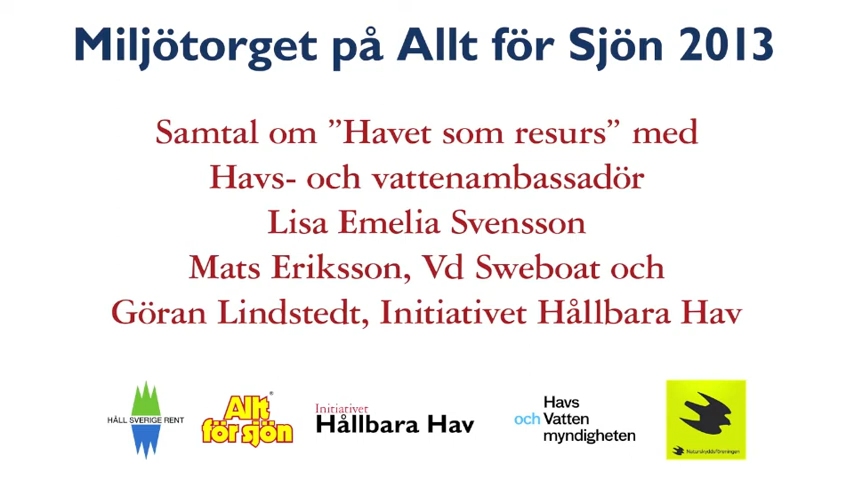 Miljötorget på Allt för Sjön 2013
Samtal om ”Havet som resurs” med
Havs- och vattenambassadör
Lisa Emelia Svensson
Mats Eriksson, Vd Sweboat och
Göran Lindstedt, Initiativet Hållbara Hav
HÅLL SVERIGE RENT
Allt
för sjön
®
Initiativet
Hållbara Hav
Havs
och Vatten
myndigheten
Naturskyddsföreningen